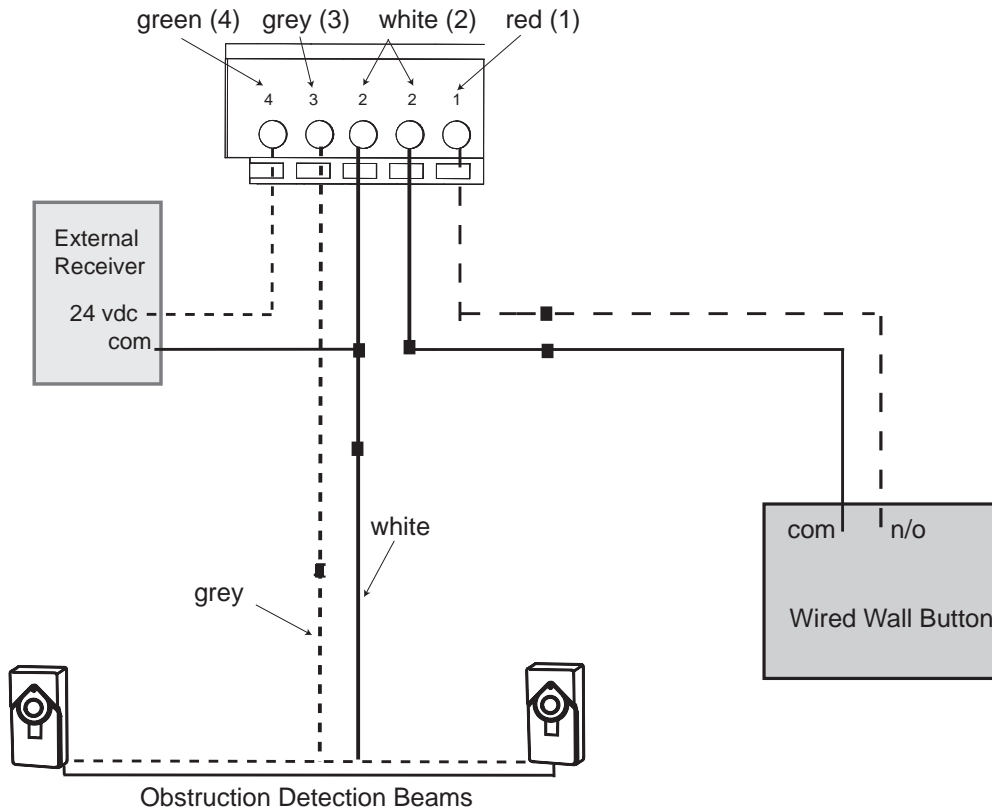 green (4) grey (3) white (2) red (1)
4 3 2 2 1
External
Receiver
24 vdc
com
white
grey
com n/o
Wired Wall Button
Obstruction Detection Beams